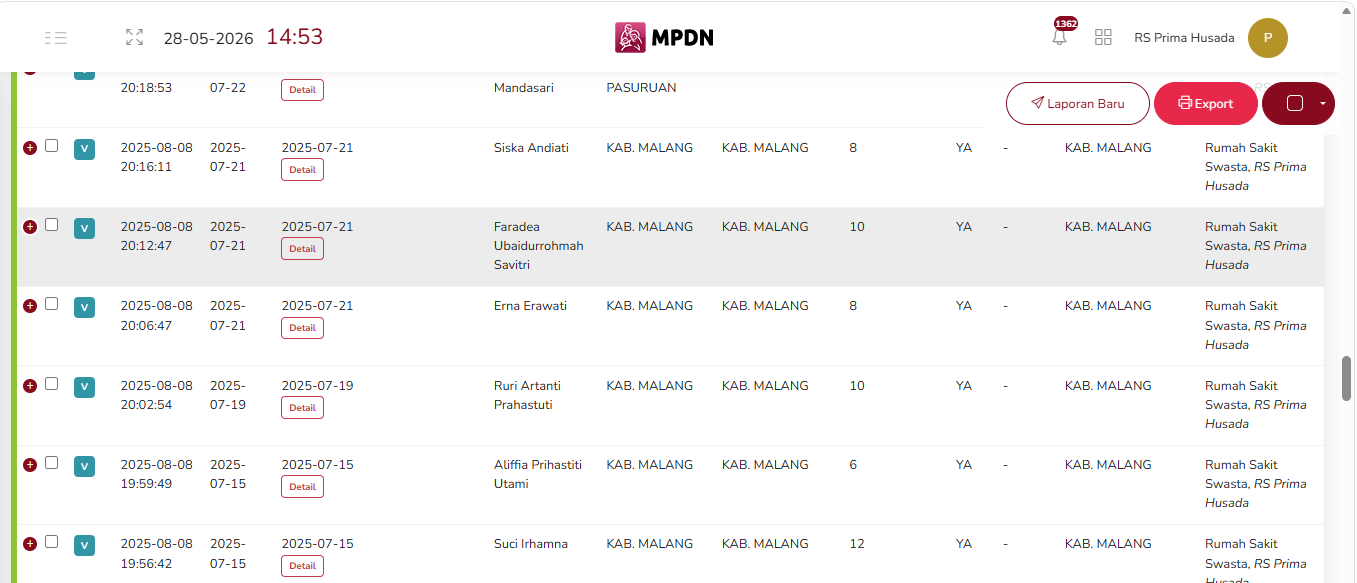 28-05-2026 14:53 MPDN 1362 RS Prima Husada P
20:18:53 07-22 Detail Mandasari PASURUAN
Laporan Baru Export
V 2025-08-08 2025- 2025-07-21 Siska Andiati KAB. MALANG KAB. MALANG 8 YA - KAB. MALANG Rumah Sakit
20:16:11 07-21 Detail Swasta, RS Prima
Husada
V 2025-08-08 2025- 2025-07-21 Faradea KAB. MALANG KAB. MALANG 10 YA - KAB. MALANG Rumah Sakit
20:12:47 07-21 Detail Ubaidurrohmah Swasta, RS Prima
Savitri Husada
V 2025-08-08 2025- 2025-07-21 Erna Erawati KAB. MALANG KAB. MALANG 8 YA - KAB. MALANG Rumah Sakit
20:06:47 07-21 Detail Swasta, RS Prima
Husada
V 2025-08-08 2025- 2025-07-19 Ruri Artanti KAB. MALANG KAB. MALANG 10 YA - KAB. MALANG Rumah Sakit
20:02:54 07-19 Detail Prahastuti Swasta, RS Prima
Husada
V 2025-08-08 2025- 2025-07-15 Aliffia Prihastiti KAB. MALANG KAB. MALANG 6 YA - KAB. MALANG Rumah Sakit
19:59:49 07-15 Detail Utami Swasta, RS Prima
Husada
V 2025-08-08 2025- 2025-07-15 Suci Irhamna KAB. MALANG KAB. MALANG 12 YA - KAB. MALANG Rumah Sakit
19:56:42 07-15 Detail Swasta, RS Prima